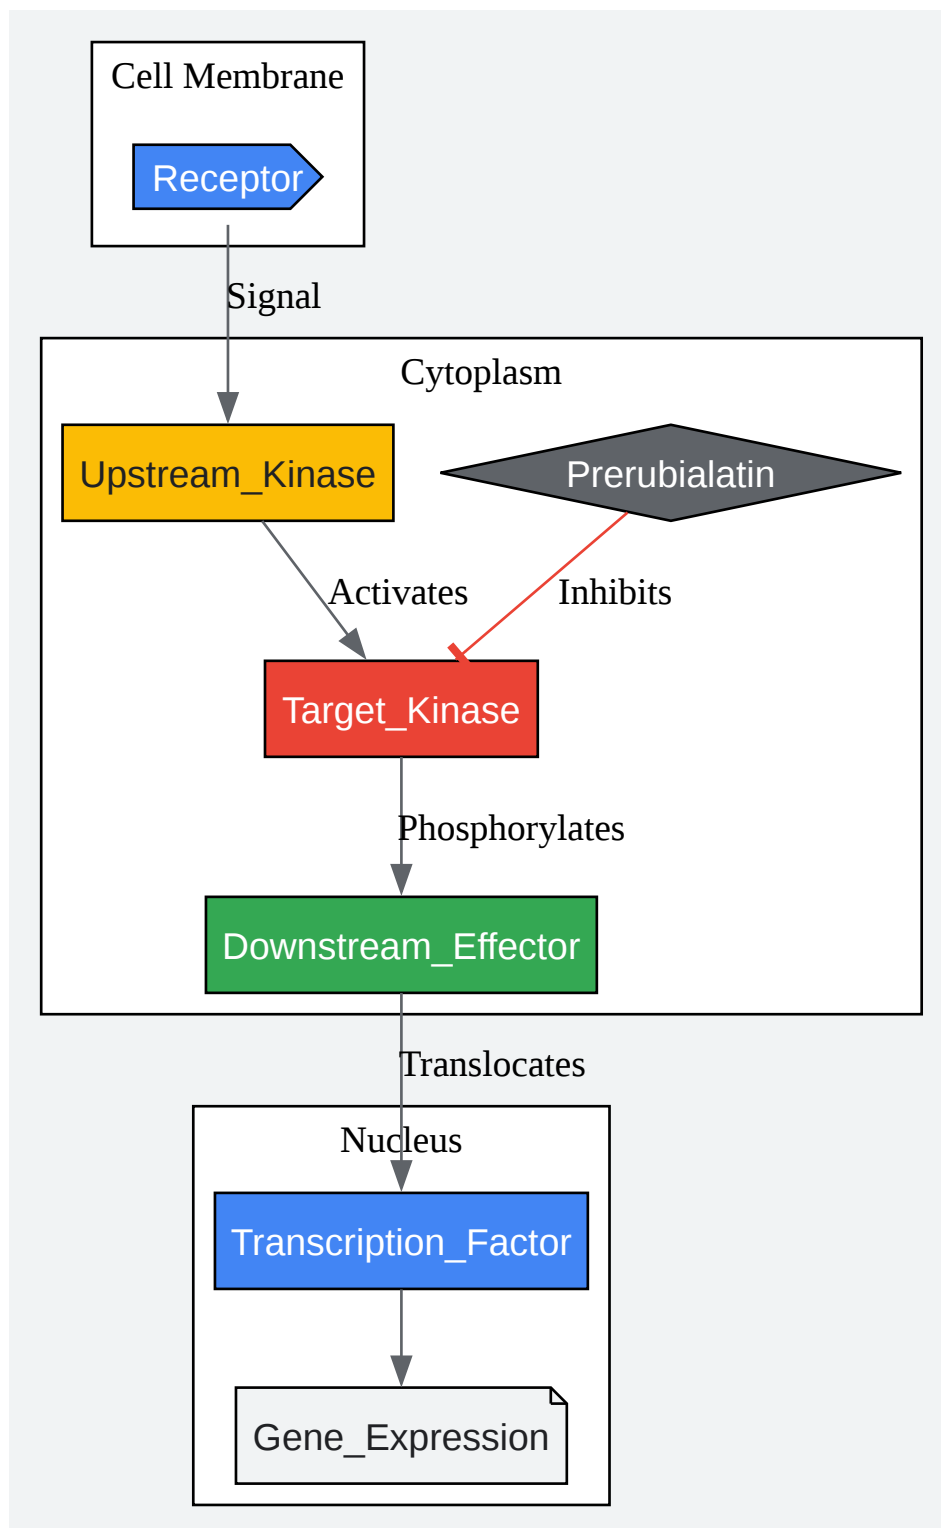 Cell Membrane
Receptor
Signal
Cytoplasm
Upstream_Kinase
Prerubialatin
Activates
Inhibits
Target_Kinase
Phosphorylates
Downstream_Effector
Translocates
Nucleus
Transcription_Factor
Gene_Expression